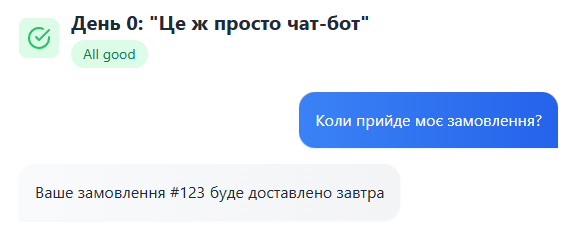 День 0: "Це ж просто чат-бот"
All good
Коли прийде моє замовлення?
Ваше замовлення #123 буде доставлено завтра